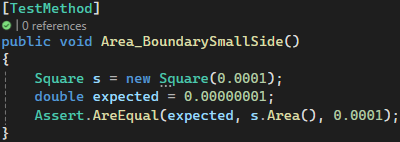 [TestMethod]
| 0 references
public void Area_BoundarySmallSide()
{
Square s = new Square(0.0001);
double expected = 0.00000001;
Assert.AreEqual(expected, s.Area(), 0.0001);
}